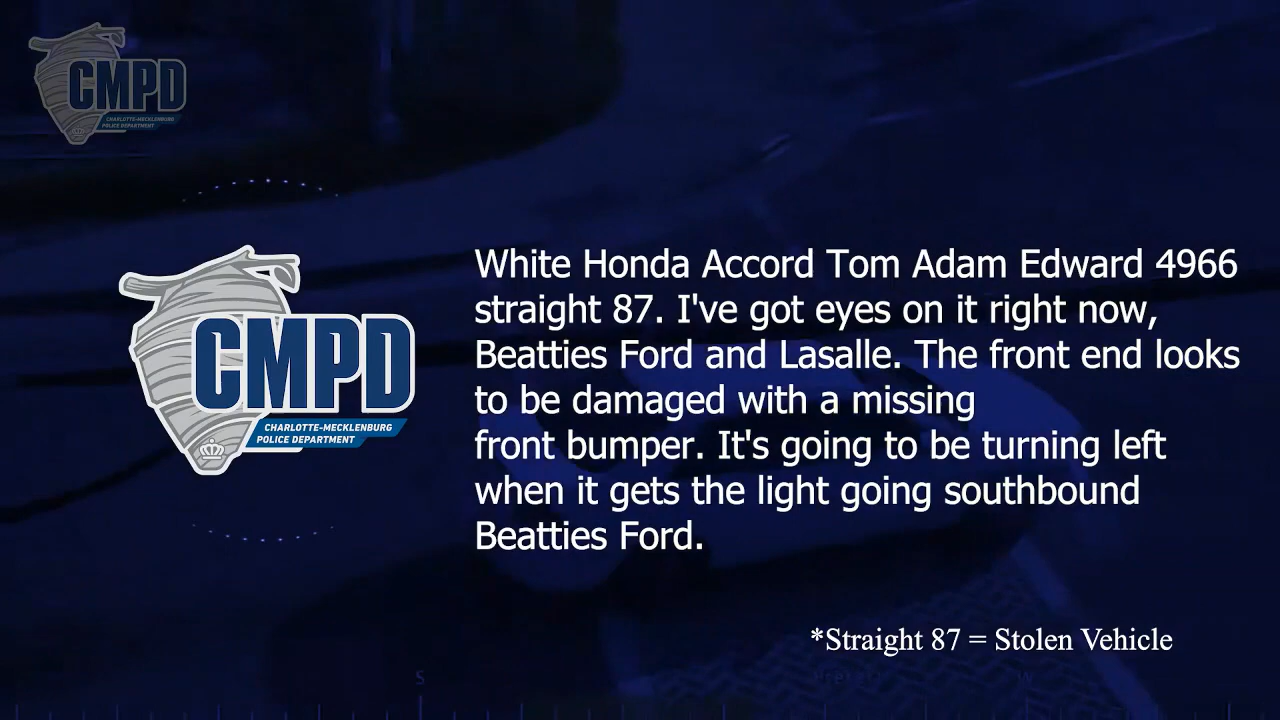 CMPD
CHARLOTTE-MECKLENBURG
POLICE DEPARTMENT
White Honda Accord Tom Adam Edward 4966
straight 87. I've got eyes on it right now,
Beatties Ford and Lasalle. The front end looks
to be damaged with a missing
front bumper. It's going to be turning left
when it gets the light going southbound
Beatties Ford.
CMPD
CHARLOTTE-MECKLENBURG
POLICE DEPARTMENT
*Straight 87 = Stolen Vehicle
S